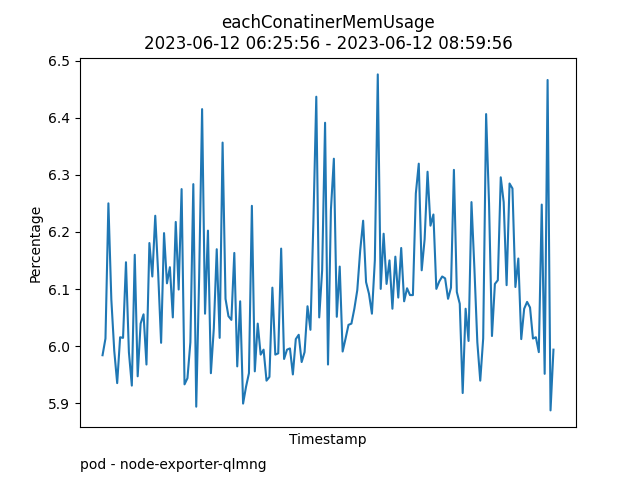 eachConatinerMemUsage
2023-06-12 06:25:56 - 2023-06-12 08:59:56
6.5
6.4
6.3
6.2
6.1
6.0
5.9
Percentage
Timestamp
pod - node-exporter-qlmng